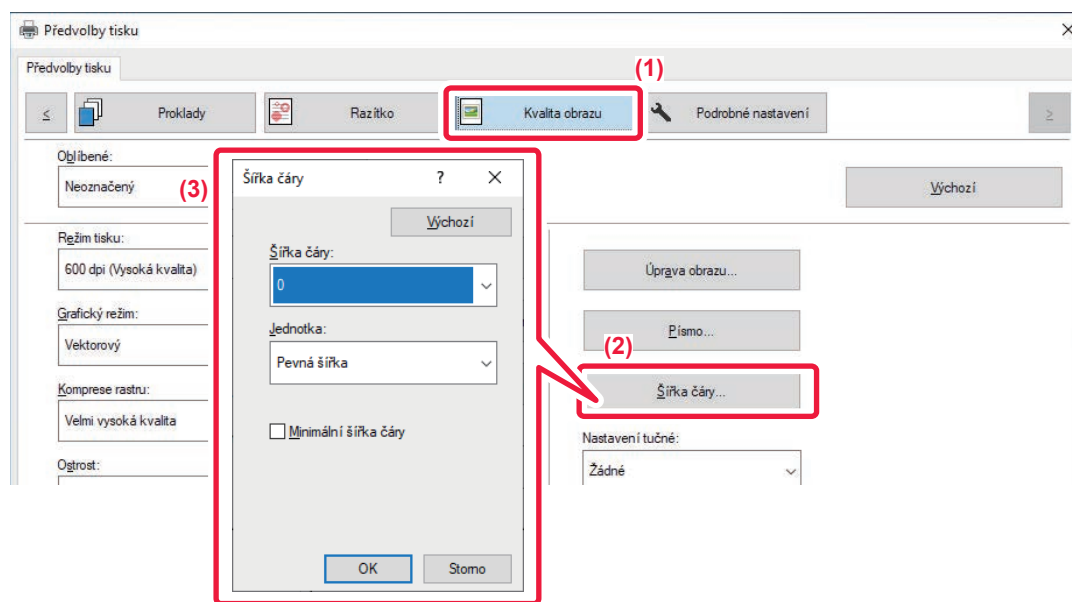 Předvolby tisku
Předvolby tisku
(1)
<
Proklady
Razítko
Kvalita obrazu
Podrobné nastavení
>
Oblíbené:
Neoznačený
Výchozí
Režim tisku:
600 dpi (Vysoká kvalita)
Grafický režim:
Vektorový
Komprese rastru:
Velmi vysoká kvalita
Ostrost:
(3)
Šířka čáry
?
Výchozí
Šířka čáry:
0
Jednotka:
Pevná šířka
Minimální šířka čáry
OK
Storno
Úprava obrazu...
Písmo...
(2)
Šířka čáry...
Nastavení tučné:
Žádné